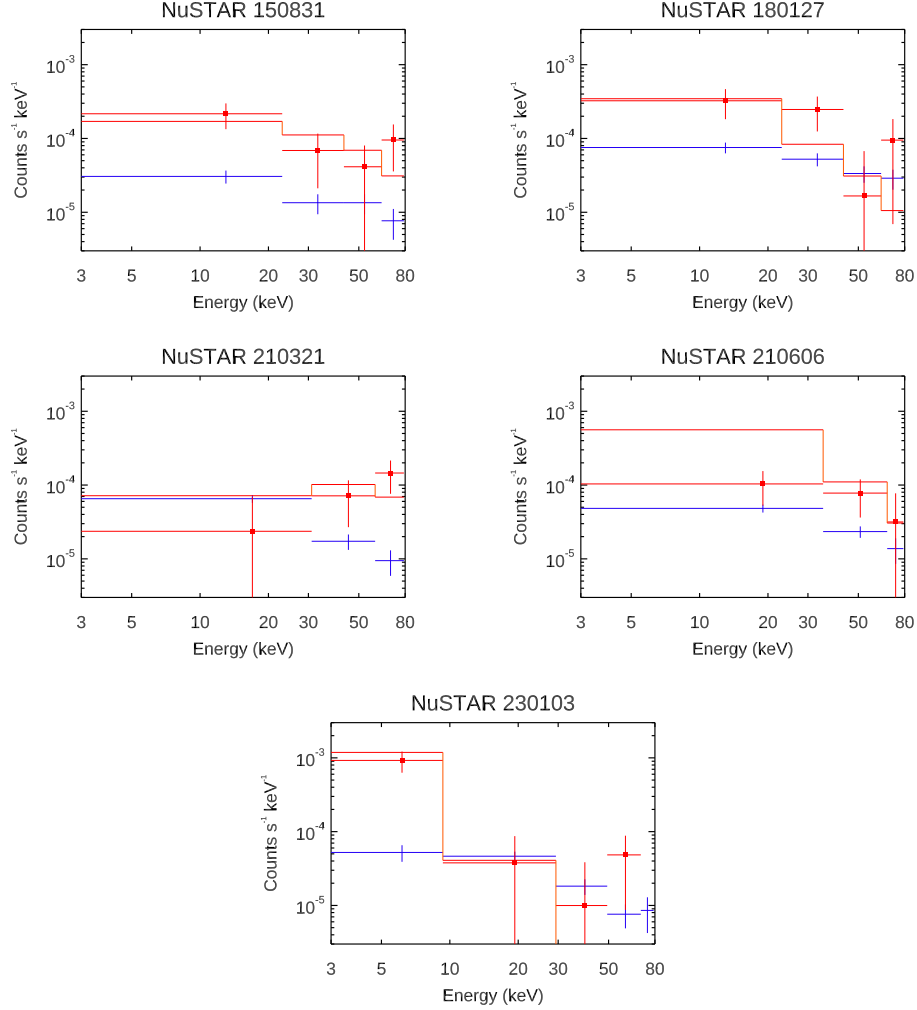 NuSTAR 150831
Counts s⁻¹ keV⁻¹
10⁻³
10⁻⁴
10⁻⁵
3 5 10 20 30 50 80
Energy (keV)
NuSTAR 180127
Counts s⁻¹ keV⁻¹
10⁻³
10⁻⁴
10⁻⁵
3 5 10 20 30 50 80
Energy (keV)
NuSTAR 210321
Counts s⁻¹ keV⁻¹
10⁻³
10⁻⁴
10⁻⁵
3 5 10 20 30 50 80
Energy (keV)
NuSTAR 210606
Counts s⁻¹ keV⁻¹
10⁻³
10⁻⁴
10⁻⁵
3 5 10 20 30 50 80
Energy (keV)
NuSTAR 230103
Counts s⁻¹ keV⁻¹
10⁻³
10⁻⁴
10⁻⁵
3 5 10 20 30 50 80
Energy (keV)